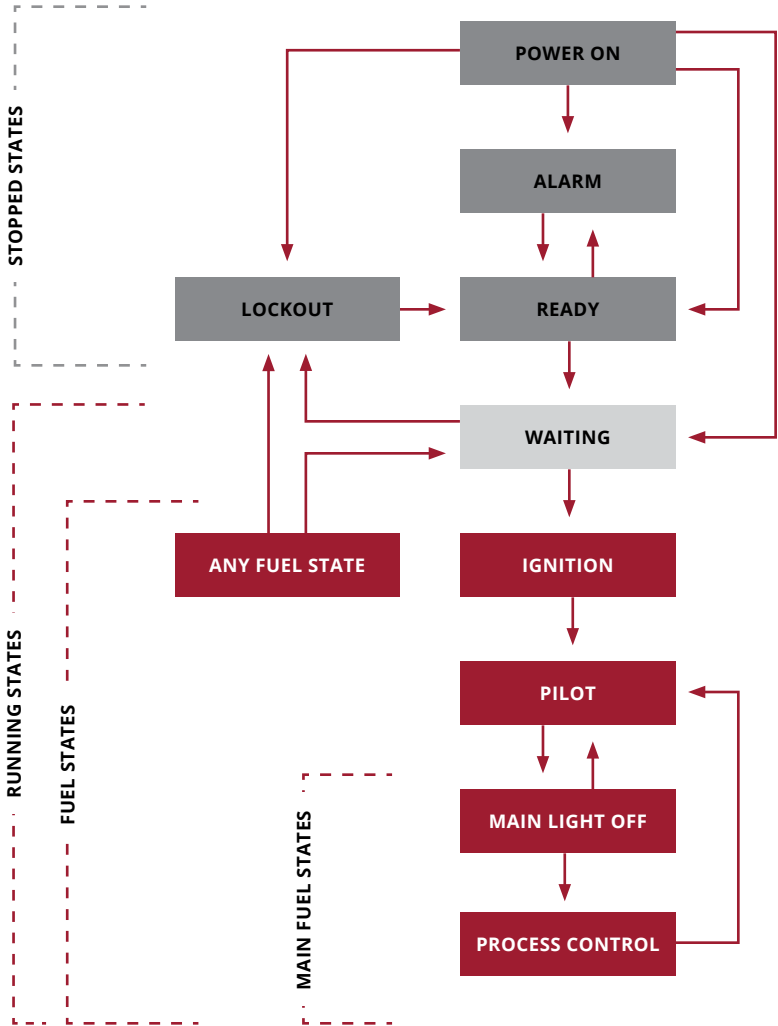 POWER ON
STOPPED STATES
ALARM
LOCKOUT
READY
WAITING
ANY FUEL STATE
IGNITION
RUNNING STATES
FUEL STATES
PILOT
MAIN FUEL STATES
MAIN LIGHT OFF
PROCESS CONTROL